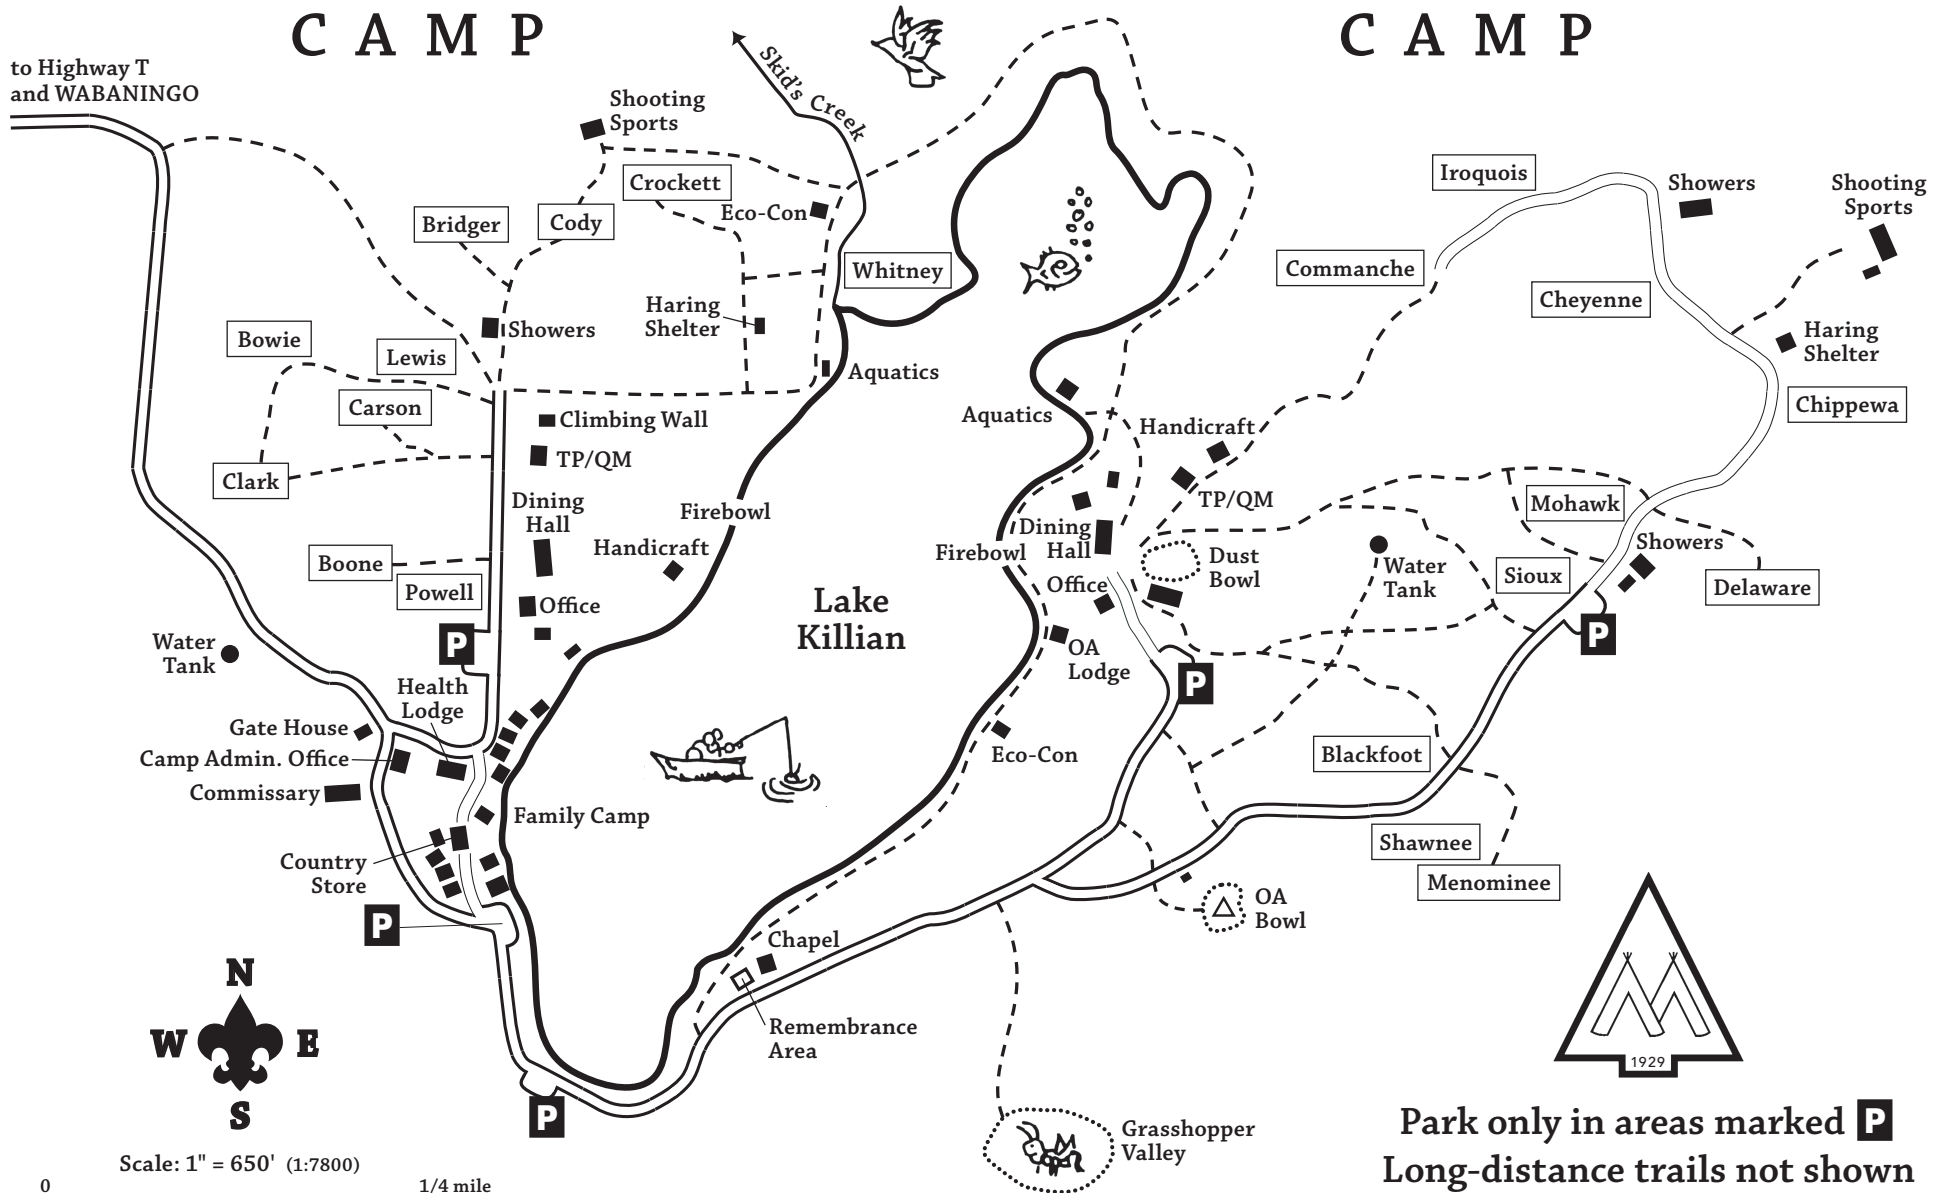 CAMP
CAMP
to Highway T
and WABANINGO
Skid's Creek
Shooting
Sports
Crockett
Eco-Con
Bridger
Cody
Whitney
Haring
Shelter
Showers
Bowie
Lewis
Aquatics
Carson
Climbing Wall
TP/QM
Clark
Dining
Hall
Firebowl
Handicraft
Boone
Powell
Office
P
Water
Tank
Health
Lodge
Gate House
Camp Admin. Office
Commissary
Family Camp
Country
Store
P
P
Lake
Killian
Iroquois
Showers
Shooting
Sports
Commanche
Cheyenne
Haring
Shelter
Chippewa
Aquatics
Handicraft
TP/QM
Mohawk
Dining
Hall
Firebowl
Dust
Bowl
Water
Tank
Showers
Sioux
Delaware
Office
P
OA
Lodge
P
Eco-Con
Blackfoot
Shawnee
Menominee
OA
Bowl
Chapel
Remembrance
Area
Grasshopper
Valley
N
W
E
S
Scale: 1" = 650' (1:7800)
0
1/4 mile
1929
Park only in areas marked P
Long-distance trails not shown